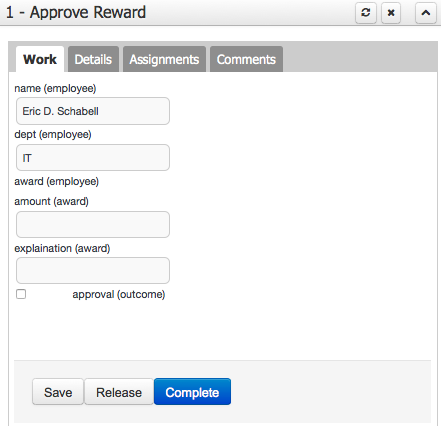 1 - Approve Reward
Work Details Assignments Comments
name (employee)
Eric D. Schabell
dept (employee)
IT
award (employee)
amount (award)
explaination (award)
approval (outcome)
Save Release Complete